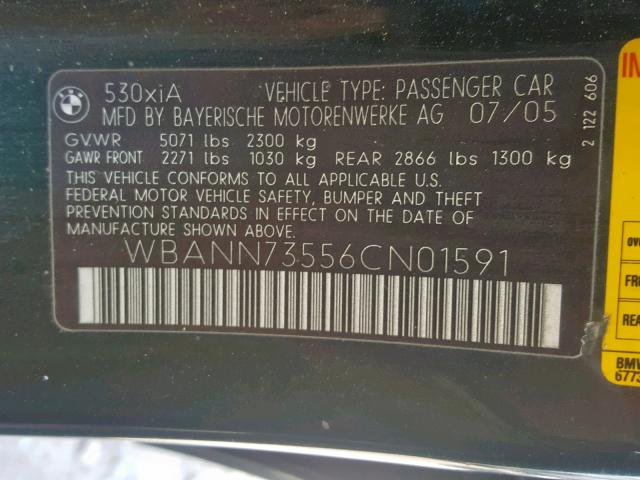 530xiA VEHICLE TYPE: PASSENGER CAR
MFD BY BAYERISCHE MOTORENWERKE AG 07/05
GVWR 5071 lbs 2300 kg
GAWR FRONT 2271 lbs 1030 kg REAR 2866 lbs 1300 kg
THIS VEHICLE CONFORMS TO ALL APPLICABLE U.S.
FEDERAL MOTOR VEHICLE SAFETY, BUMPER AND THEFT
PREVENTION STANDARDS IN EFFECT ON THE DATE OF
MANUFACTURE SHOWN ABOVE.
WBANN73556CN01591
2 122 606
BMW